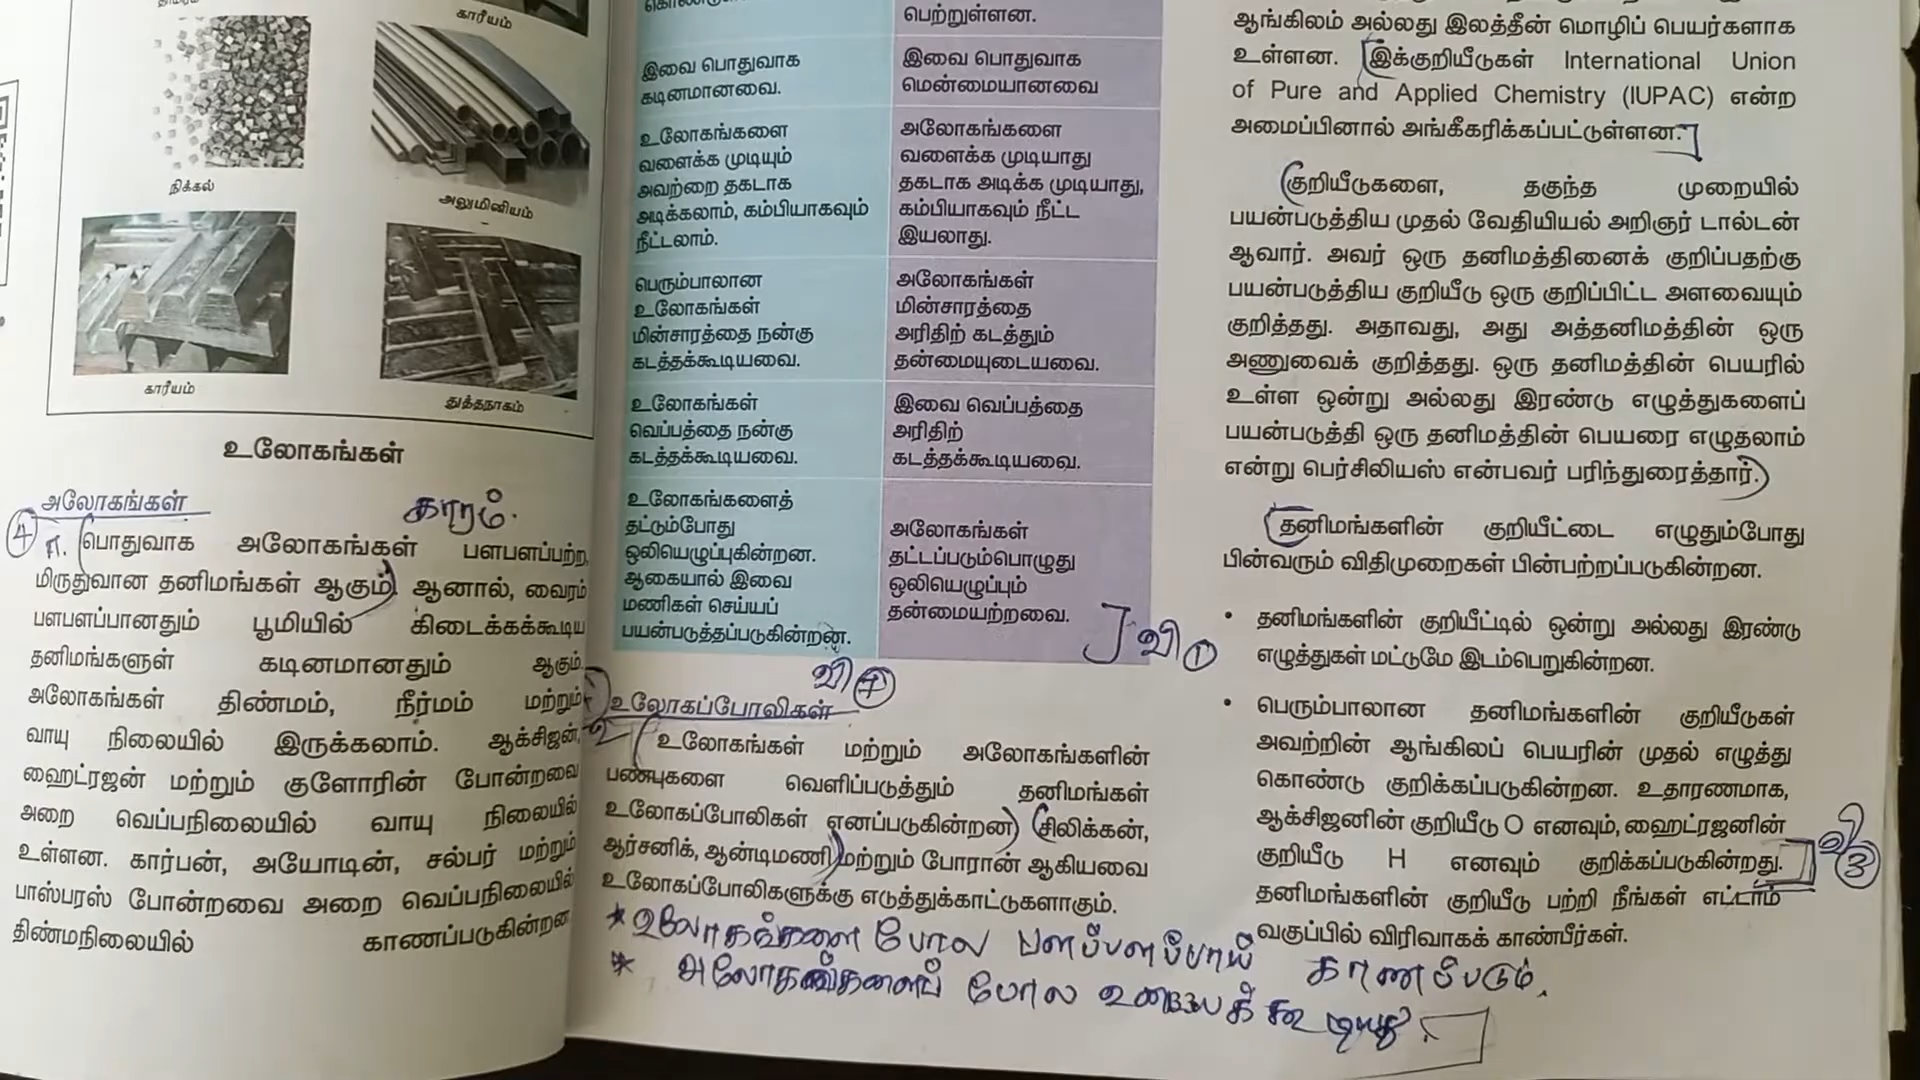 காரீயம்
நிக்கல்
அலுமினியம்
காரீயம்
துத்தநாகம்
உலோகங்கள்
அலோகங்கள்
காரம்.
4
எ. பொதுவாக அலோகங்கள் பளபளப்பற்ற,
மிருதுவான தனிமங்கள் ஆகும். ஆனால், வைரம்
பளபளப்பானதும் பூமியில் கிடைக்கக்கூடிய
தனிமங்களுள் கடினமானதும் ஆகும்.
அலோகங்கள் திண்மம், நீர்மம் மற்றும்
வாயு நிலையில் இருக்கலாம். ஆக்சிஜன்,
ஹைட்ரஜன் மற்றும் குளோரின் போன்றவை
அறை வெப்பநிலையில் வாயு நிலையில்
உள்ளன. கார்பன், அயோடின், சல்பர் மற்றும்
பாஸ்பரஸ் போன்றவை அறை வெப்பநிலையில்
திண்மநிலையில் காணப்படுகின்றன
பெற்றுள்ளன.
இவை பொதுவாக
கடினமானவை.
இவை பொதுவாக
மென்மையானவை
உலோகங்களை
வளைக்க முடியும்
அவற்றை தகடாக
அடிக்கலாம், கம்பியாகவும்
நீட்டலாம்.
அலோகங்களை
வளைக்க முடியாது
தகடாக அடிக்க முடியாது,
கம்பியாகவும் நீட்ட
இயலாது.
பெரும்பாலான
உலோகங்கள்
மின்சாரத்தை நன்கு
கடத்தக்கூடியவை.
அலோகங்கள்
மின்சாரத்தை
அரிதிற் கடத்தும்
தன்மையுடையவை.
உலோகங்கள்
வெப்பத்தை நன்கு
கடத்தக்கூடியவை.
இவை வெப்பத்தை
அரிதிற்
கடத்தக்கூடியவை.
உலோகங்களைத்
தட்டும்போது
ஒலியெழுப்புகின்றன.
ஆகையால் இவை
மணிகள் செய்யப்
பயன்படுத்தப்படுகின்றன.
அலோகங்கள்
தட்டப்படும்பொழுது
ஒலியெழுப்பும்
தன்மையற்றவை.
வி 1
வி
உலோகப்போலிகள்
உலோகங்கள் மற்றும் அலோகங்களின்
பண்புகளை வெளிப்படுத்தும் தனிமங்கள்
உலோகப்போலிகள் எனப்படுகின்றன) (சிலிக்கன்,
ஆர்சனிக், ஆன்டிமணி) மற்றும் போரான் ஆகியவை
உலோகப்போலிகளுக்கு எடுத்துக்காட்டுகளாகும்.
* உலோகங்களை போல பளப்பளப்பாய் காணப்படும்.
* அலோகங்களைப் போல உடையக்கூடியது.
ஆங்கிலம் அல்லது இலத்தீன் மொழிப் பெயர்களாக
உள்ளன. இக்குறியீடுகள் International Union
of Pure and Applied Chemistry (IUPAC) என்ற
அமைப்பினால் அங்கீகரிக்கப்பட்டுள்ளன.
குறியீடுகளை, தகுந்த முறையில்
பயன்படுத்திய முதல் வேதியியல் அறிஞர் டால்டன்
ஆவார். அவர் ஒரு தனிமத்தினைக் குறிப்பதற்கு
பயன்படுத்திய குறியீடு ஒரு குறிப்பிட்ட அளவையும்
குறித்தது. அதாவது, அது அத்தனிமத்தின் ஒரு
அணுவைக் குறித்தது. ஒரு தனிமத்தின் பெயரில்
உள்ள ஒன்று அல்லது இரண்டு எழுத்துகளைப்
பயன்படுத்தி ஒரு தனிமத்தின் பெயரை எழுதலாம்
என்று பெர்சிலியஸ் என்பவர் பரிந்துரைத்தார்.
தனிமங்களின் குறியீட்டை எழுதும்போது
பின்வரும் விதிமுறைகள் பின்பற்றப்படுகின்றன.
• தனிமங்களின் குறியீட்டில் ஒன்று அல்லது இரண்டு
எழுத்துகள் மட்டுமே இடம்பெறுகின்றன.
• பெரும்பாலான தனிமங்களின் குறியீடுகள்
அவற்றின் ஆங்கிலப் பெயரின் முதல் எழுத்து
கொண்டு குறிக்கப்படுகின்றன. உதாரணமாக,
ஆக்சிஜனின் குறியீடு O எனவும், ஹைட்ரஜனின்
குறியீடு H எனவும் குறிக்கப்படுகின்றது.
வி 3
தனிமங்களின் குறியீடு பற்றி நீங்கள் எட்டாம்
வகுப்பில் விரிவாகக் காண்பீர்கள்.